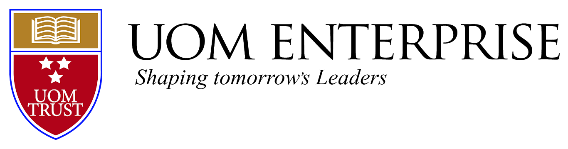 UOM
TRUST
UOM ENTERPRISE
Shaping tomorrow's Leaders